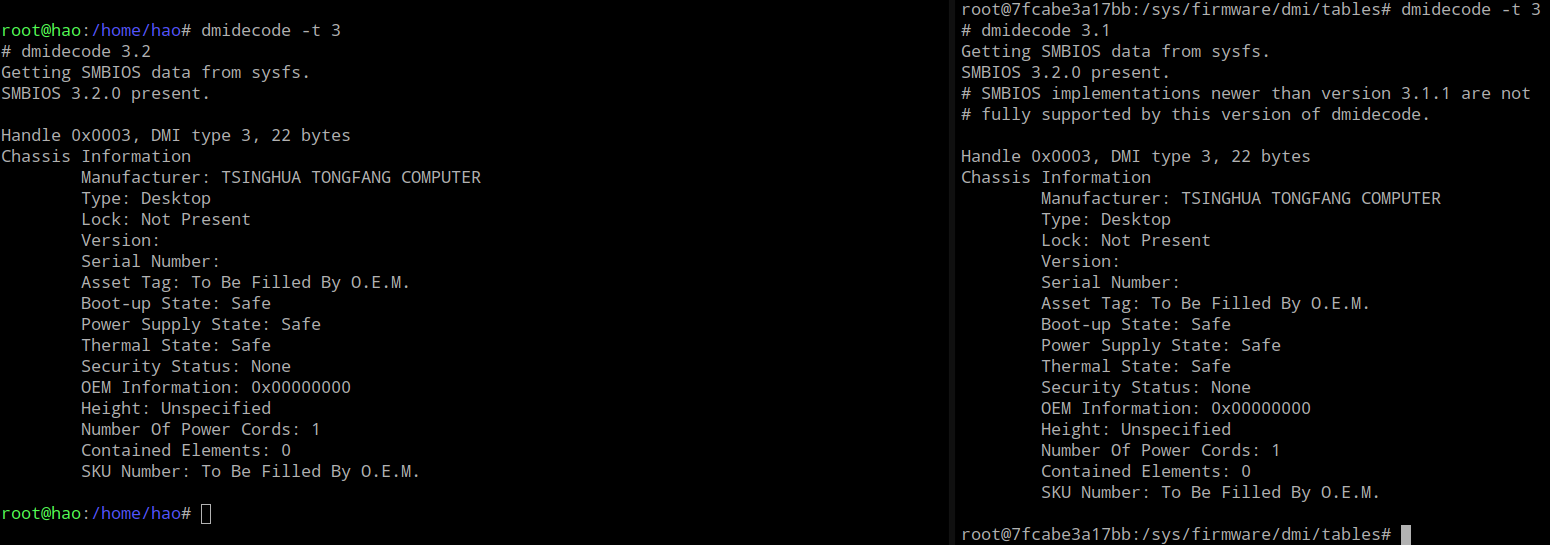 root@hao:/home/hao# dmidecode -t 3
# dmidecode 3.2
Getting SMBIOS data from sysfs.
SMBIOS 3.2.0 present.

Handle 0x0003, DMI type 3, 22 bytes
Chassis Information
        Manufacturer: TSINGHUA TONGFANG COMPUTER
        Type: Desktop
        Lock: Not Present
        Version:
        Serial Number:
        Asset Tag: To Be Filled By O.E.M.
        Boot-up State: Safe
        Power Supply State: Safe
        Thermal State: Safe
        Security Status: None
        OEM Information: 0x00000000
        Height: Unspecified
        Number Of Power Cords: 1
        Contained Elements: 0
        SKU Number: To Be Filled By O.E.M.

root@hao:/home/hao#
root@7fcabe3a17bb:/sys/firmware/dmi/tables# dmidecode -t 3
# dmidecode 3.1
Getting SMBIOS data from sysfs.
SMBIOS 3.2.0 present.
# SMBIOS implementations newer than version 3.1.1 are not
# fully supported by this version of dmidecode.

Handle 0x0003, DMI type 3, 22 bytes
Chassis Information
        Manufacturer: TSINGHUA TONGFANG COMPUTER
        Type: Desktop
        Lock: Not Present
        Version:
        Serial Number:
        Asset Tag: To Be Filled By O.E.M.
        Boot-up State: Safe
        Power Supply State: Safe
        Thermal State: Safe
        Security Status: None
        OEM Information: 0x00000000
        Height: Unspecified
        Number Of Power Cords: 1
        Contained Elements: 0
        SKU Number: To Be Filled By O.E.M.

root@7fcabe3a17bb:/sys/firmware/dmi/tables#